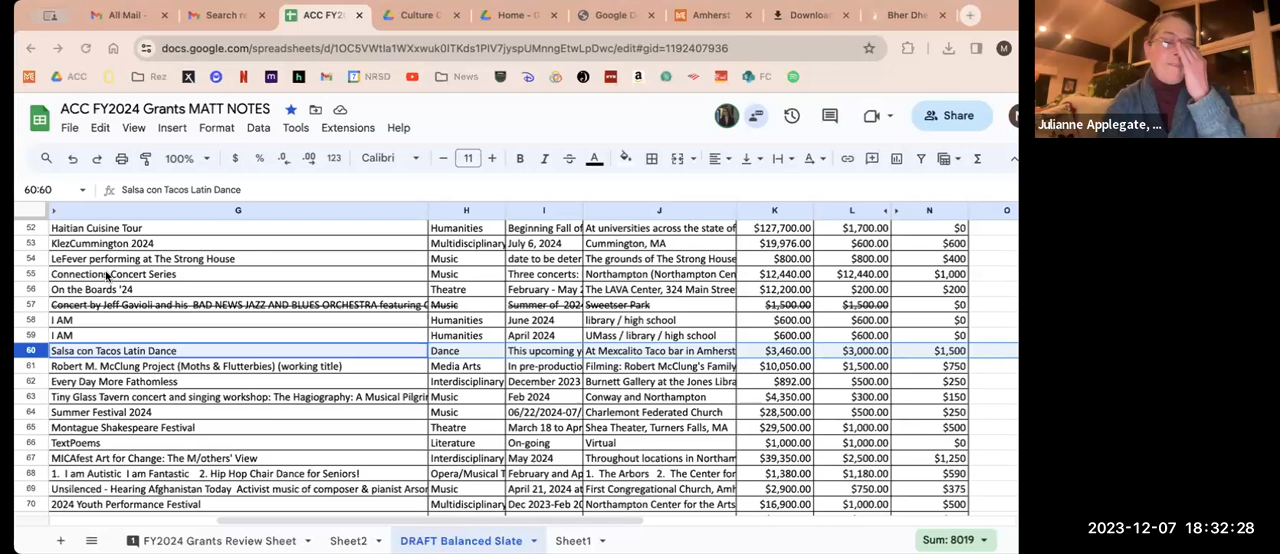 All Mail - Search re ACC FY2 Culture C Home - G Google D Amherst Downloa Bher Dhe
docs.google.com/spreadsheets/d/1OC5VWtla1WXxwuk0ITKds1PIV7jyspUMnngEtwLpDwc/edit#gid=1192407936 M
ACC Rez NRSD News FC
ACC FY2024 Grants MATT NOTES
File Edit View Insert Format Data Tools Extensions Help
Share
100% $ % .0 .00 123 Calibri 11 B I A
60:60 fx Salsa con Tacos Latin Dance
G H I J K L N O
52 Haitian Cuisine Tour Humanities Beginning Fall of At universities across the state of $127,700.00 $1,700.00 $0
53 KlezCummington 2024 Multidisciplinary July 6, 2024 Cummington, MA $19,976.00 $600.00 $600
54 LeFever performing at The Strong House Music date to be deter The grounds of The Strong House $800.00 $800.00 $400
55 Connections Concert Series Music Three concerts: Northampton (Northampton Cen $12,440.00 $12,440.00 $1,000
56 On the Boards '24 Theatre February - May The LAVA Center, 324 Main Stree $12,200.00 $200.00 $200
57 Concert by Jeff Gavioli and his BAD NEWS JAZZ AND BLUES ORCHESTRA featuring Music Summer of 202 Sweetser Park $1,500.00 $1,500.00 $0
58 I AM Humanities June 2024 library / high school $600.00 $600.00 $0
59 I AM Humanities April 2024 UMass / library / high school $600.00 $600.00 $0
60 Salsa con Tacos Latin Dance Dance This upcoming y At Mexcalito Taco bar in Amherst $3,460.00 $3,000.00 $1,500
61 Robert M. McClung Project (Moths & Flutterbies) (working title) Media Arts In pre-productio Filming: Robert McClung's Family $10,050.00 $1,500.00 $750
62 Every Day More Fathomless Interdisciplinary December 2023 Burnett Gallery at the Jones Libra $892.00 $500.00 $250
63 Tiny Glass Tavern concert and singing workshop: The Hagiography: A Musical Pilgrin Music Feb 2024 Conway and Northampton $4,350.00 $300.00 $150
64 Summer Festival 2024 Music 06/22/2024-07/ Charlemont Federated Church $28,500.00 $500.00 $250
65 Montague Shakespeare Festival Theatre March 18 to Apr Shea Theater, Turners Falls, MA $29,500.00 $1,000.00 $500
66 TextPoems Literature On-going Virtual $1,000.00 $1,000.00 $0
67 MICAfest Art for Change: The M/others' View Interdisciplinary May 2024 Throughout locations in Northam $39,350.00 $2,500.00 $1,250
68 1. I am Autistic I am Fantastic 2. Hip Hop Chair Dance for Seniors! Opera/Musical T February and Ap 1. The Arbors 2. The Center for $1,380.00 $1,180.00 $590
69 Unsilenced - Hearing Afghanistan Today Activist music of composer & pianist Arsor Music April 21, 2024 at First Congregational Church, Amh $2,900.00 $750.00 $375
70 2024 Youth Performance Festival Multidisciplinary Dec 2023-Feb 20 Northampton Center for the Arts $16,900.00 $1,000.00 $500
1 FY2024 Grants Review Sheet Sheet2 DRAFT Balanced Slate Sheet1 Sum: 8019
Julianne Applegate, ...
2023-12-07 18:32:28